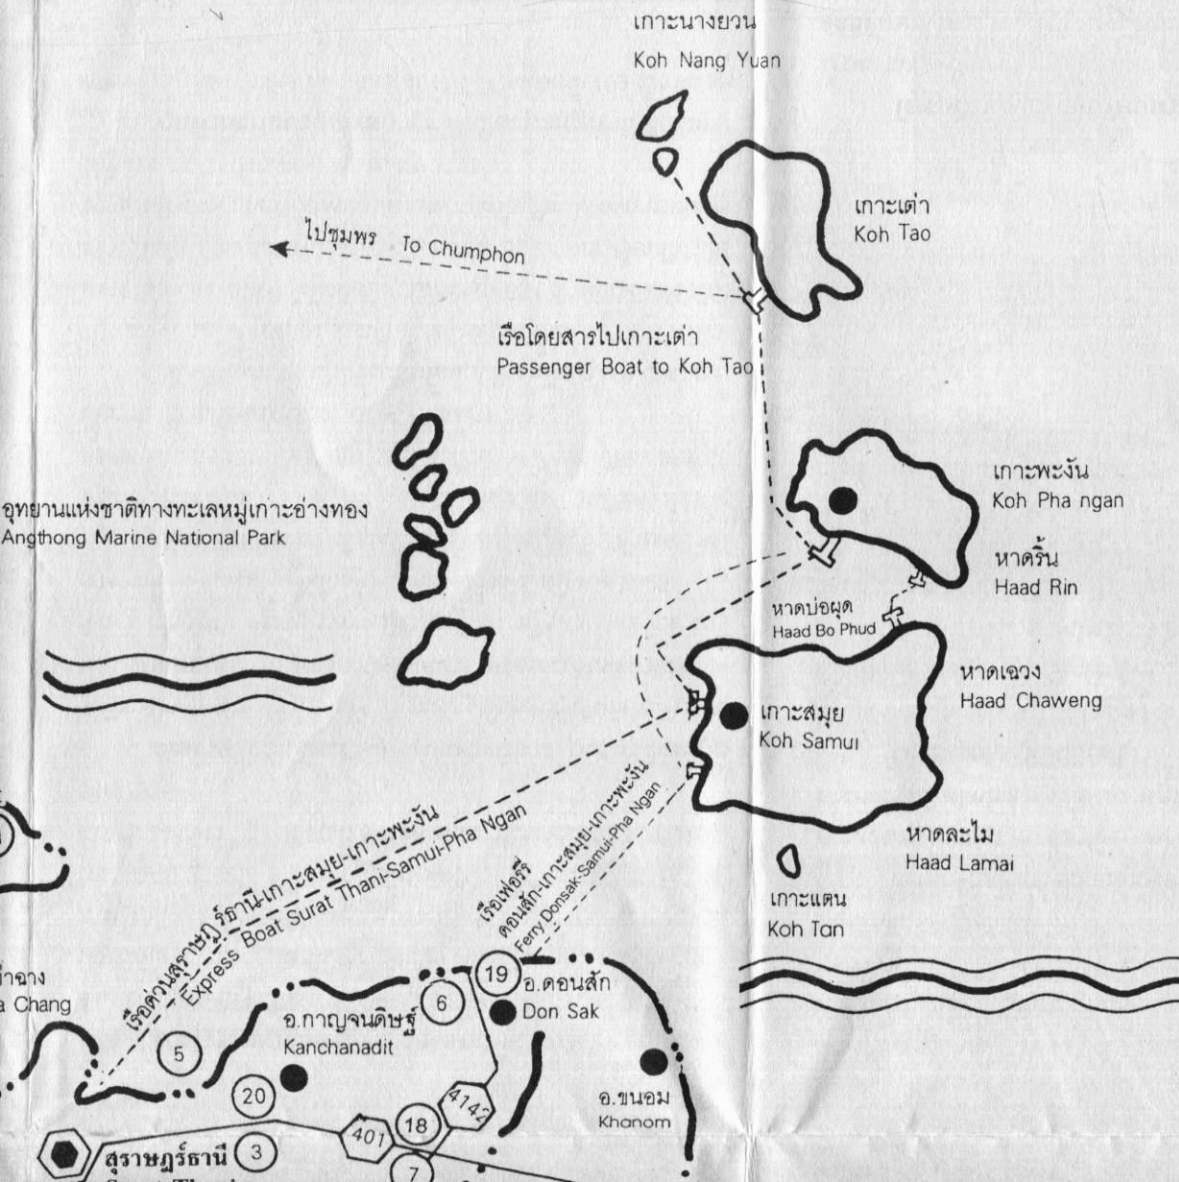 เกาะนางยวน
Koh Nang Yuan
เกาะเต่า
Koh Tao
ไปชุมพร To Chumphon
เรือโดยสารไปเกาะเต่า
Passenger Boat to Koh Tao
เกาะพะงัน
Koh Pha ngan
อุทยานแห่งชาติทางทะเลหมู่เกาะอ่างทอง
Angthong Marine National Park
หาดริ้น
Haad Rin
หาดบ่อผุด
Haad Bo Phud
หาดเฉวง
Haad Chaweng
เกาะสมุย
Koh Samui
หาดละไม
Haad Lamai
เกาะแตน
Koh Tan
เรือด่วนสุราษฎร์ธานี-เกาะสมุย-เกาะพะงัน
Express Boat Surat Thani-Samui-Pha Ngan
เรือเฟอร์รี่
ดอนสัก-เกาะสมุย-เกาะพะงัน
Ferry Donsak-Samui-Pha Ngan
Chang
19
อ.ดอนสัก
Don Sak
6
อ.กาญจนดิษฐ์
Kanchanadit
5
20
อ.ขนอม
Khanom
4142
18
401
3
7
สุราษฎร์ธานี